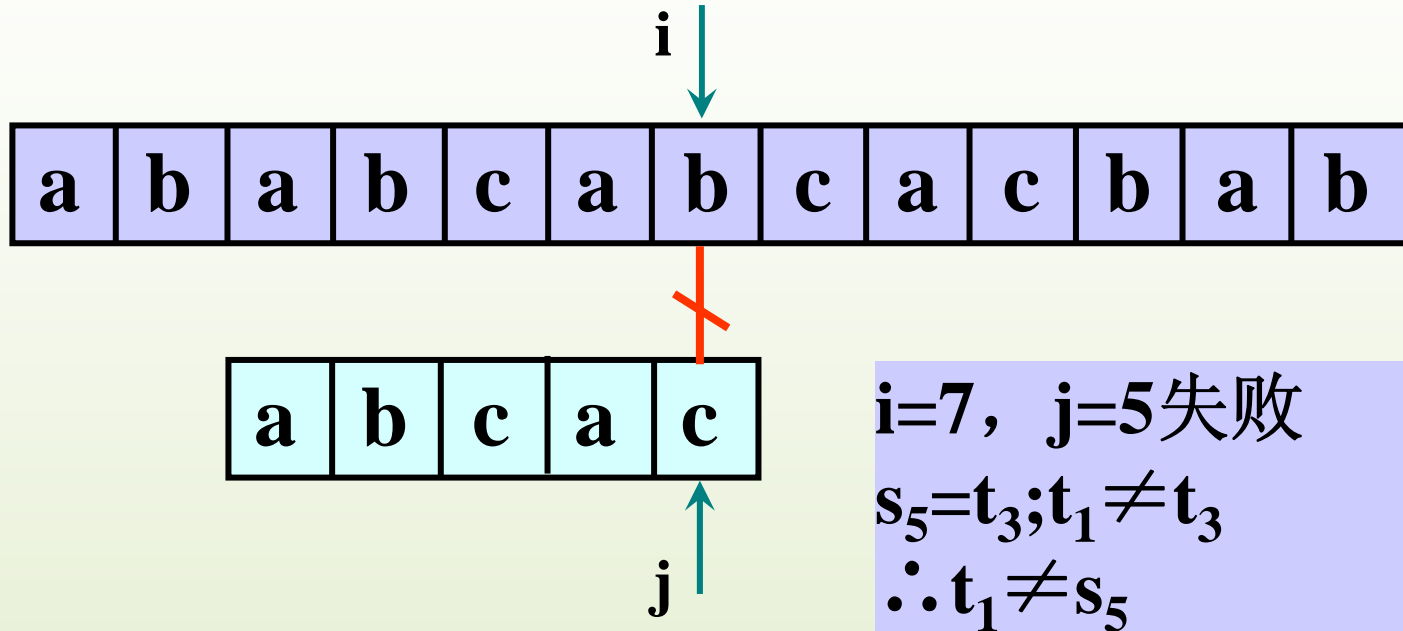 i
a b a b c a b c a c b a b
a b c a c
j
i=7，j=5失败
s₅=t₃;t₁≠t₃
∴t₁≠s₅